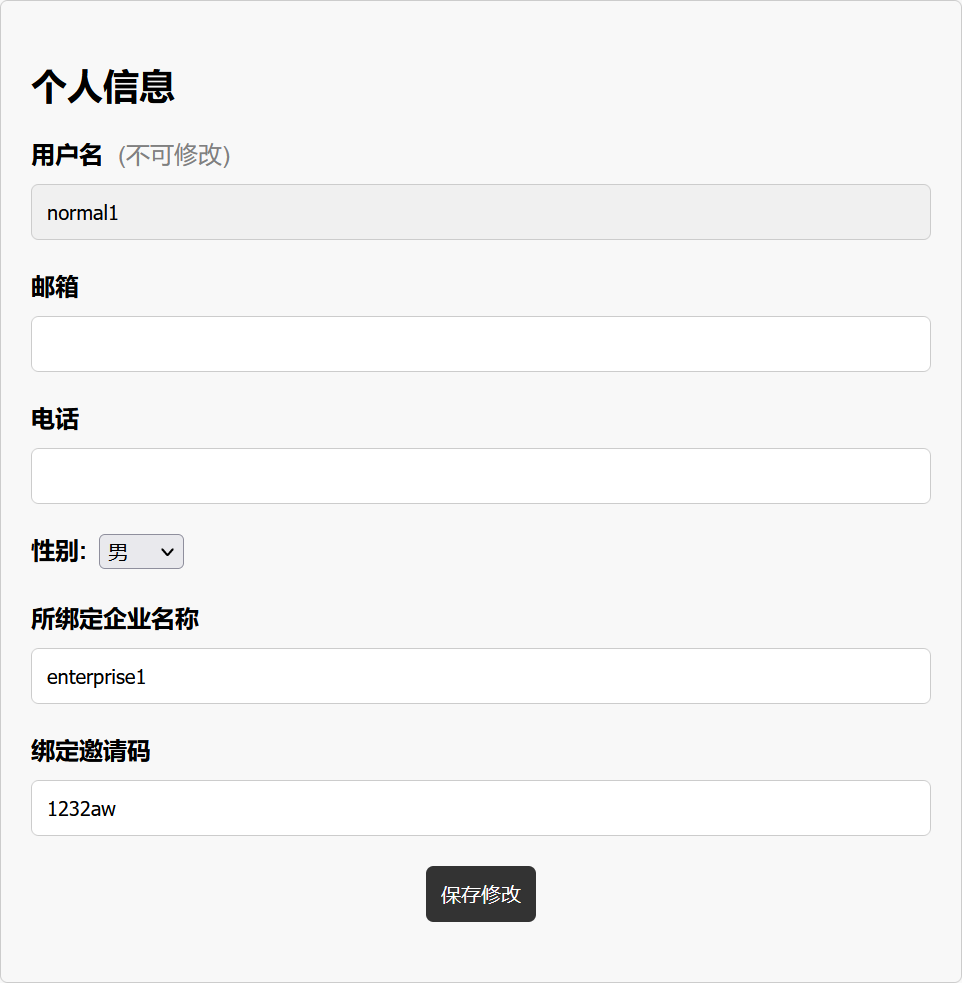 个人信息
用户名 (不可修改)
normal1
邮箱
电话
性别: 男
所绑定企业名称
enterprise1
绑定邀请码
1232aw
保存修改